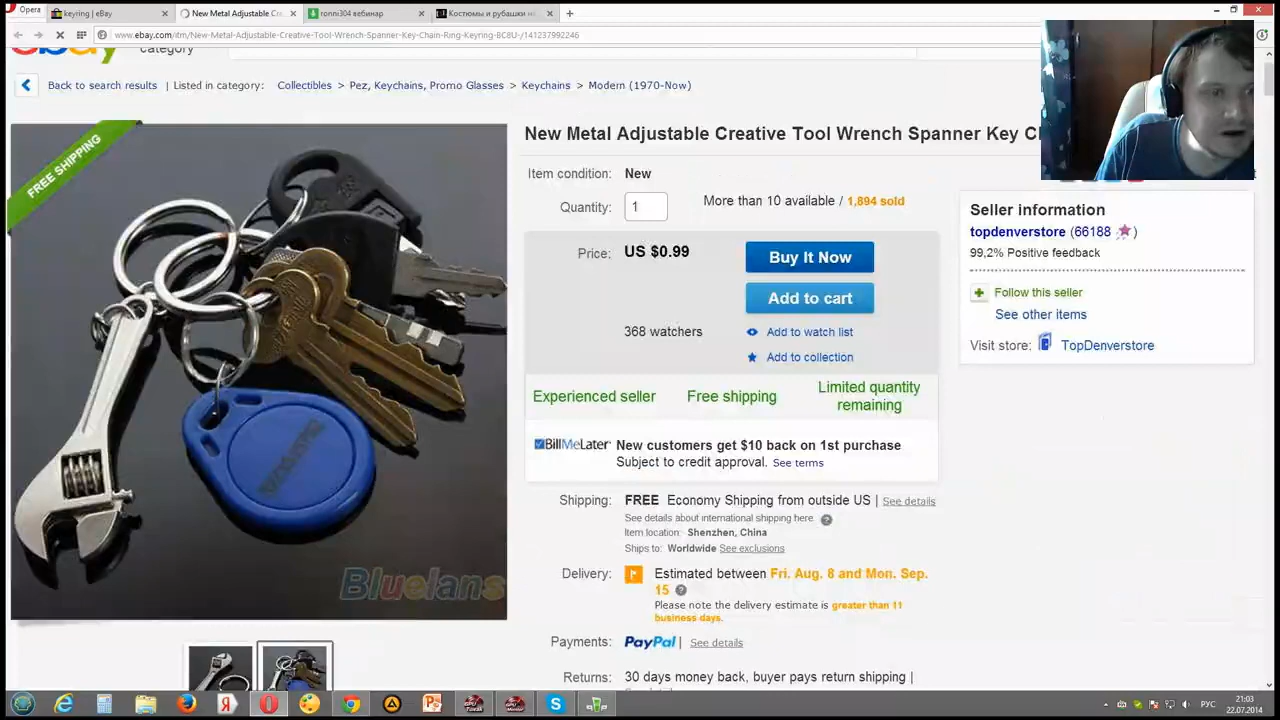 Opera
keyring | eBay
New Metal Adjustable Cre
ronni304 вебинар
Костюмы и рубашки н
www.ebay.com/itm/New-Metal-Adjustable-Creative-Tool-Wrench-Spanner-Key-Chain-Ring-Keyring-BC8U-/141237992246
category
Back to search results | Listed in category: Collectibles > Pez, Keychains, Promo Glasses > Keychains > Modern (1970-Now)
FREE SHIPPING
New Metal Adjustable Creative Tool Wrench Spanner Key
Item condition: New
Quantity: 1 More than 10 available / 1,894 sold
Price: US $0.99
Buy It Now
Add to cart
368 watchers
Add to watch list
Add to collection
Seller information
topdenverstore (66188 )
99,2% Positive feedback
Follow this seller
See other items
Visit store: TopDenverstore
Experienced seller
Free shipping
Limited quantity
remaining
BillMeLater
New customers get $10 back on 1st purchase
Subject to credit approval. See terms
Shipping: FREE Economy Shipping from outside US | See details
See details about international shipping here.
Item location: Shenzhen, China
Ships to: Worldwide See exclusions
Delivery: Estimated between Fri. Aug. 8 and Mon. Sep.
15
Please note the delivery estimate is greater than 11
business days.
Payments: PayPal | See details
Returns: 30 days money back, buyer pays return shipping |
Bluelans
РУС
21:03
22.07.2014